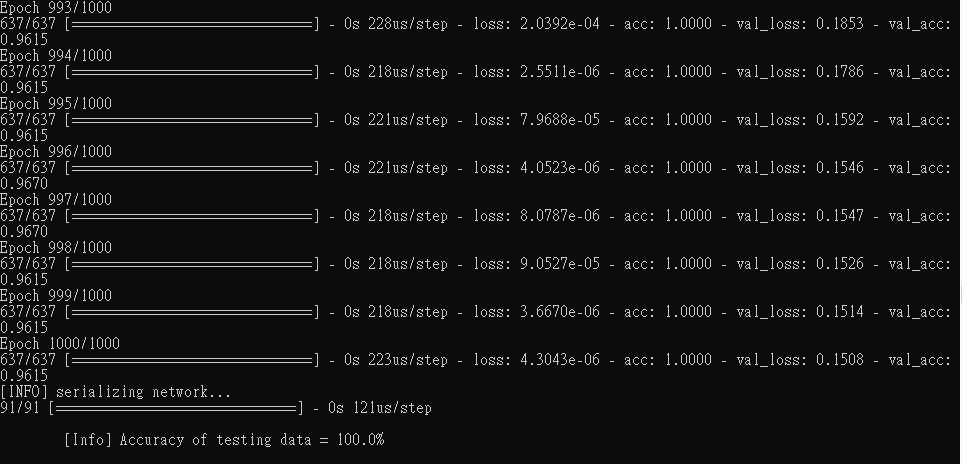 Epoch 993/1000
637/637 [==============================] - 0s 228us/step - loss: 2.0392e-04 - acc: 1.0000 - val_loss: 0.1853 - val_acc:
0.9615
Epoch 994/1000
637/637 [==============================] - 0s 218us/step - loss: 2.5511e-06 - acc: 1.0000 - val_loss: 0.1786 - val_acc:
0.9615
Epoch 995/1000
637/637 [==============================] - 0s 221us/step - loss: 7.9688e-05 - acc: 1.0000 - val_loss: 0.1592 - val_acc:
0.9615
Epoch 996/1000
637/637 [==============================] - 0s 221us/step - loss: 4.0523e-06 - acc: 1.0000 - val_loss: 0.1546 - val_acc:
0.9670
Epoch 997/1000
637/637 [==============================] - 0s 218us/step - loss: 8.0787e-06 - acc: 1.0000 - val_loss: 0.1547 - val_acc:
0.9670
Epoch 998/1000
637/637 [==============================] - 0s 218us/step - loss: 9.0527e-05 - acc: 1.0000 - val_loss: 0.1526 - val_acc:
0.9615
Epoch 999/1000
637/637 [==============================] - 0s 218us/step - loss: 3.6670e-06 - acc: 1.0000 - val_loss: 0.1514 - val_acc:
0.9615
Epoch 1000/1000
637/637 [==============================] - 0s 223us/step - loss: 4.3043e-06 - acc: 1.0000 - val_loss: 0.1508 - val_acc:
0.9615
[INFO] serializing network...
91/91 [==============================] - 0s 121us/step
[Info] Accuracy of testing data = 100.0%